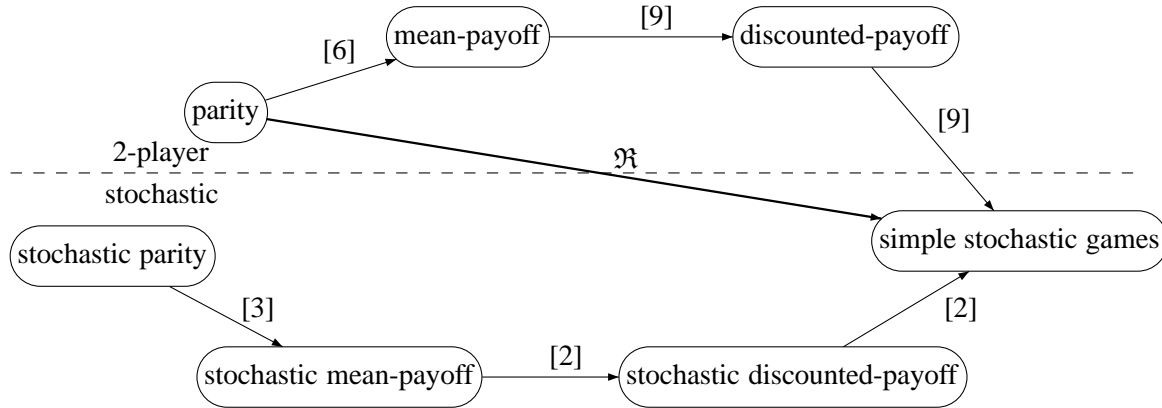 mean-payoff
[9]
discounted-payoff
[6]
parity
[9]
2-player
ℜ
stochastic
simple stochastic games
stochastic parity
[3]
[2]
stochastic mean-payoff
[2]
stochastic discounted-payoff